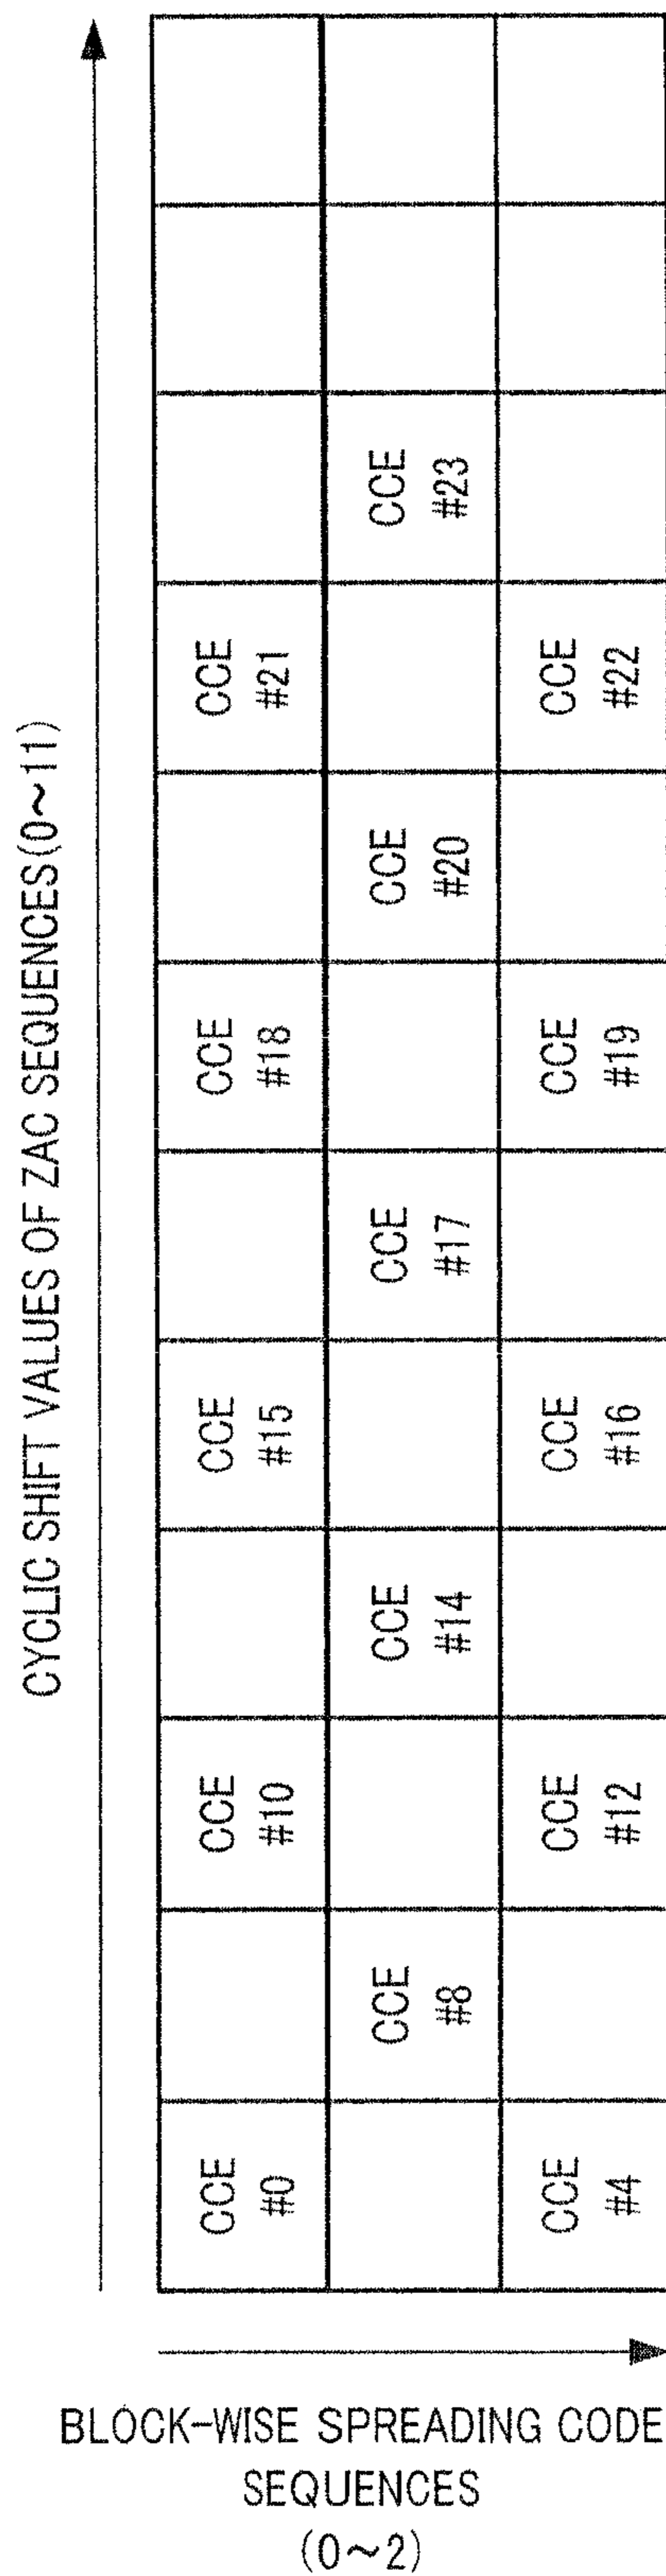 CYCLIC SHIFT VALUES OF ZAC SEQUENCES(0~11)
CCE
#0
CCE
#10
CCE
#15
CCE
#18
CCE
#21
CCE
#8
CCE
#14
CCE
#17
CCE
#20
CCE
#23
CCE
#4
CCE
#12
CCE
#16
CCE
#19
CCE
#22
BLOCK-WISE SPREADING CODE
SEQUENCES
(0~2)